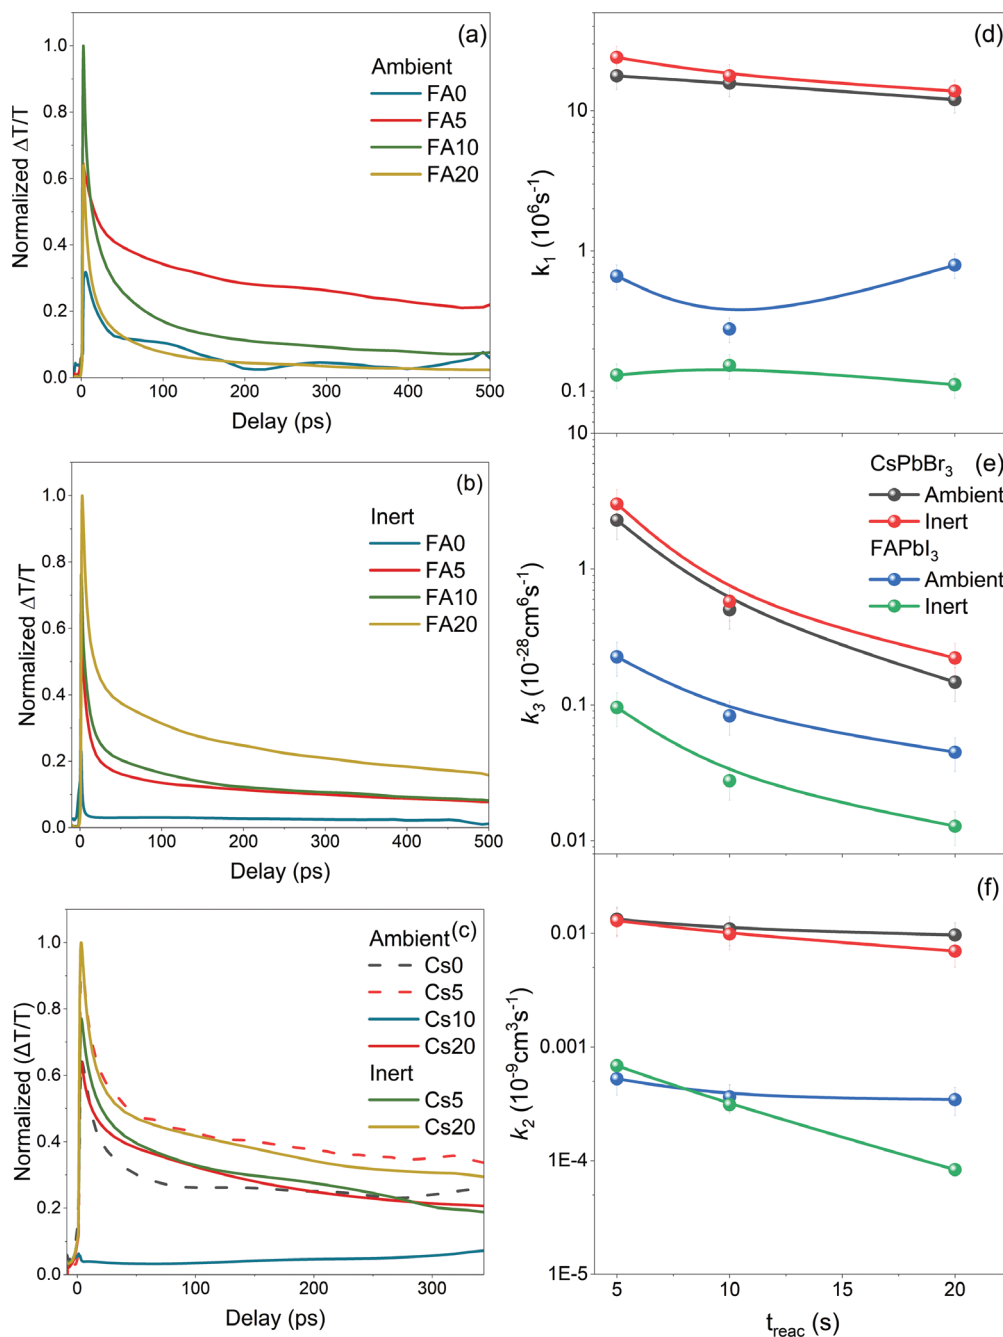 (a)
Ambient
FA0
FA5
FA10
FA20
Normalized ΔT/T
1.0
0.8
0.6
0.4
0.2
0.0
0 100 200 300 400 500
Delay (ps)
(b)
Inert
FA0
FA5
FA10
FA20
Normalized ΔT/T
1.0
0.8
0.6
0.4
0.2
0.0
0 100 200 300 400 500
Delay (ps)
(c)
Ambient
Cs0
Cs5
Cs10
Cs20
Inert
Cs5
Cs20
Normalized (ΔT/T)
1.0
0.8
0.6
0.4
0.2
0.0
0 100 200 300
Delay (ps)
(d)
k₁ (10⁶s⁻¹)
10
1
0.1
(e)
CsPbBr₃
Ambient
Inert
FAPbI₃
Ambient
Inert
k₃ (10⁻²⁸cm⁶s⁻¹)
10
1
0.1
0.01
(f)
k₂ (10⁻⁹cm³s⁻¹)
0.01
0.001
1E-4
1E-5
5 10 15 20
t_reac (s)